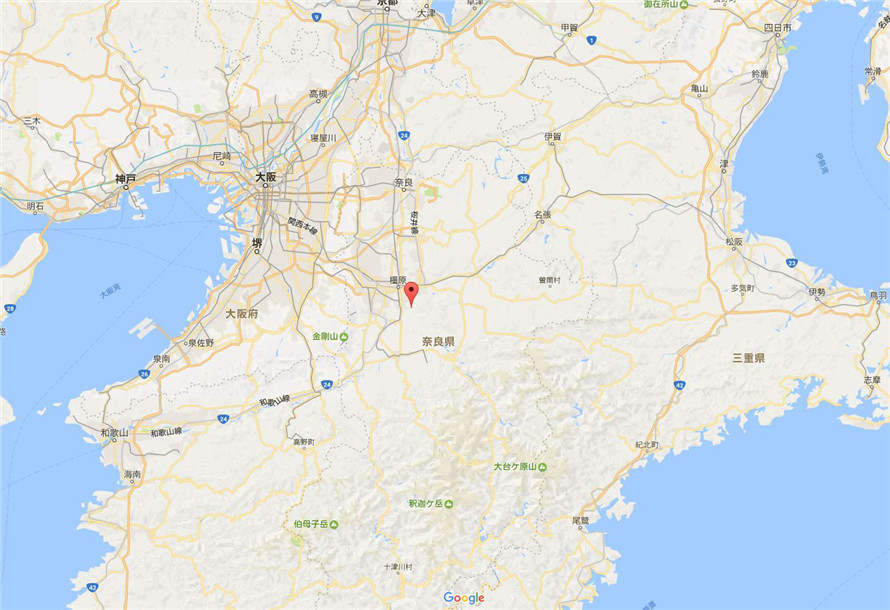 京都
大津
草津
御在所山
四日市
9
甲賀
1
鈴鹿
常滑
高槻
亀山
三木
24
寝屋川
伊賀
尼崎
津
伊勢湾
神戸
大阪
奈良
25
明石
桜井線
名張
関西本線
堺
松阪
23
橿原
曽爾村
多気町
伊勢
鳥羽
大阪湾
28
大阪府
金剛山
奈良県
泉佐野
泉南
三重県
26
24
42
志摩
和歌山線
24
和歌山
和歌山線
高野町
紀北町
海南
大台ケ原山
釈迦ケ岳
伯母子岳
尾鷲
十津川村
42
Google